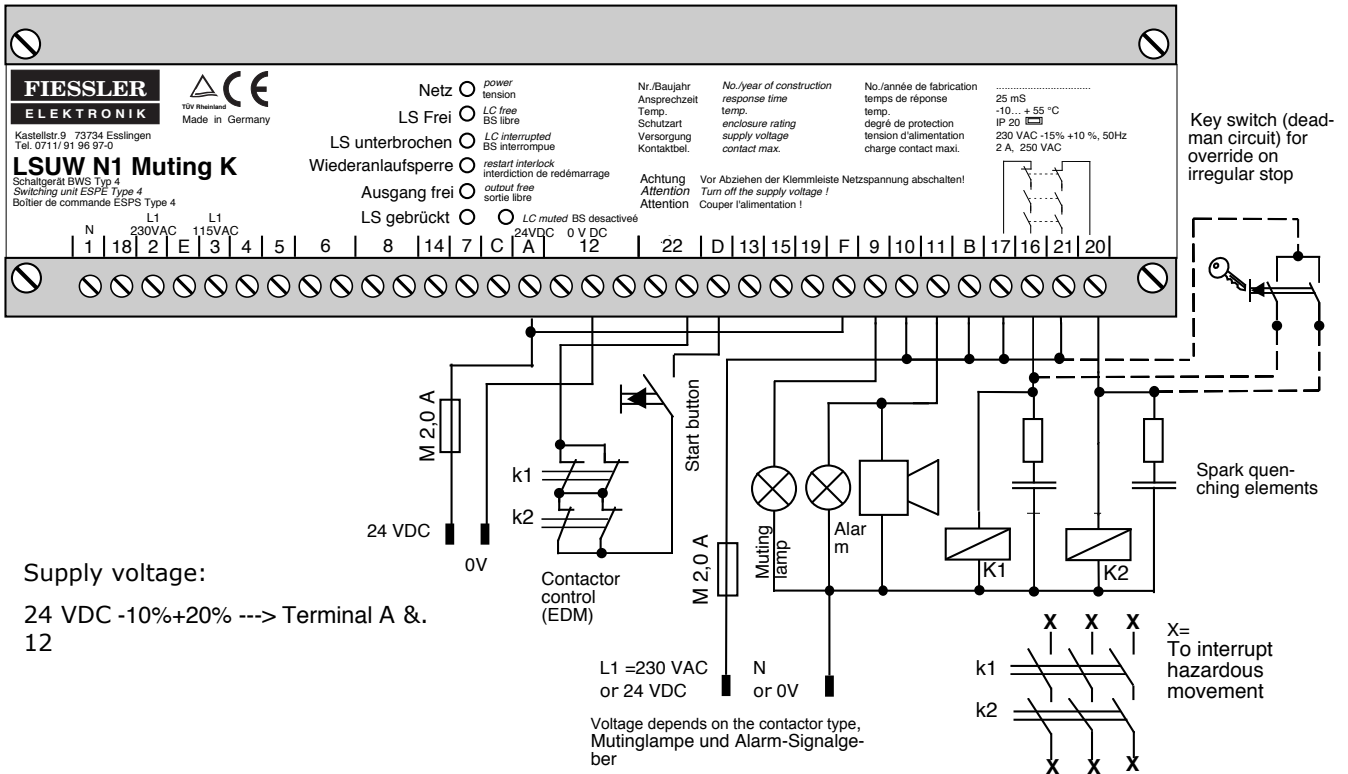 FIESSLER
ELEKTRONIK
TÜV Rheinland
Made in Germany
Kastellstr.9 73734 Esslingen
Tel. 0711/ 91 96 97-0
LSUW N1 Muting K
Schaltgerät BWS Typ 4
Switching unit ESPE Type 4
Boîtier de commande ESPS Type 4
Netz power tension
LS Frei LC free BS libre
LS unterbrochen LC interrupted BS interrompue
Wiederanlaufsperre restart interlock interdiction de redémarrage
Ausgang frei output free sortie libre
LS gebrückt LC muted BS desactiveé
Nr./Baujahr No./year of construction No./année de fabrication ................................
Ansprechzeit response time temps de réponse 25 mS
Temp. temp. temp. -10... + 55 °C
Schutzart enclosure rating degré de protection IP 20
Versorgung supply voltage tension d'alimentation 230 VAC -15% +10 %, 50Hz
Kontaktbel. contact max. charge contact maxi. 2 A, 250 VAC
Achtung Vor Abziehen der Klemmleiste Netzspannung abschalten!
Attention Turn off the supply voltage !
Attention Couper l'alimentation !
N L1 230VAC L1 115VAC 24VDC 0 V DC
1 18 2 E 3 4 5 6 8 14 7 C A 12 22 D 13 15 19 F 9 10 11 B 17 16 21 20
Key switch (dead-
man circuit) for
override on
irregular stop
M 2,0 A
24 VDC
0V
k1
k2
Contactor
control
(EDM)
Start button
M 2,0 A
Muting
lamp
Alar
m
K1
K2
Spark quen-
ching elements
Supply voltage:
24 VDC -10%+20% ---> Terminal A &.
12
L1 =230 VAC
or 24 VDC
N
or 0V
Voltage depends on the contactor type,
Mutinglampe und Alarm-Signalge-
ber
X X X
k1
k2
X X X
X=
To interrupt
hazardous
movement